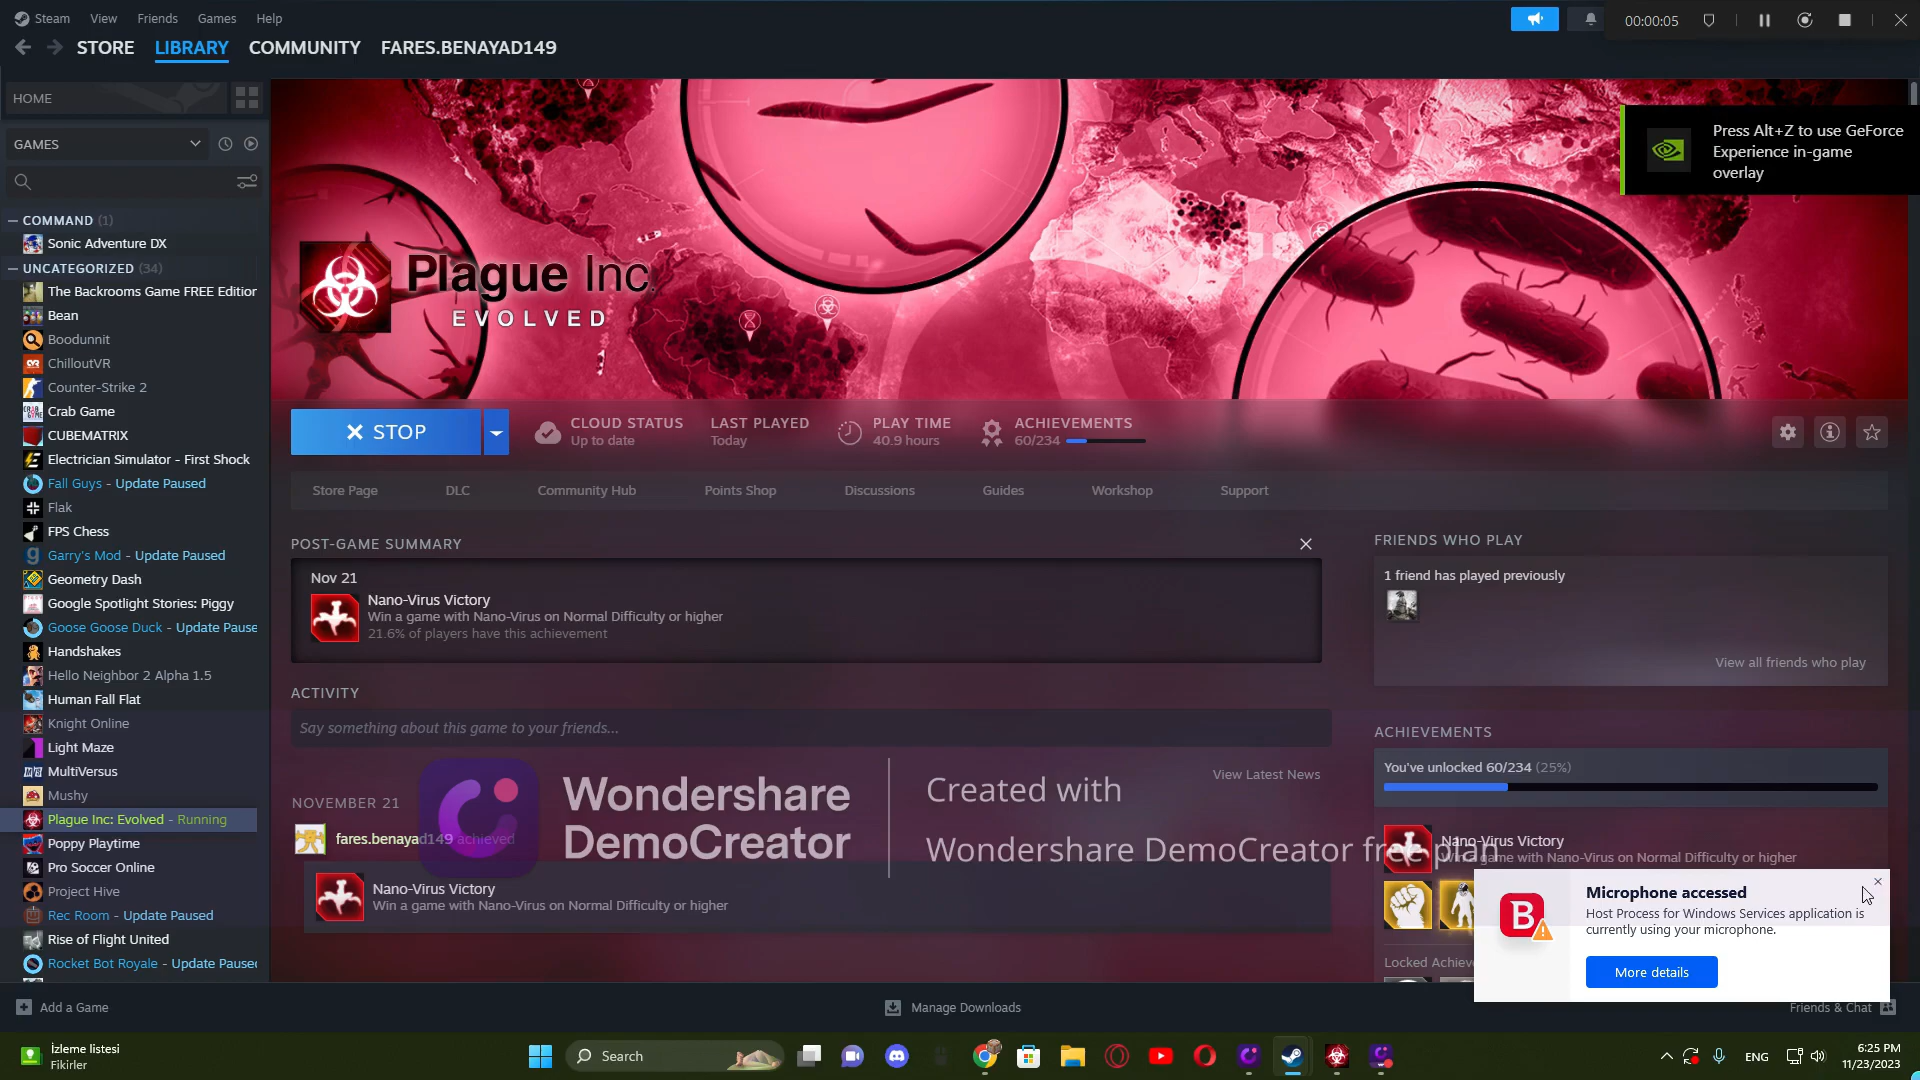 Steam View Friends Games Help
00:00:05
STORE LIBRARY COMMUNITY FARES.BENAYAD149
HOME
GAMES
COMMAND (1)
Sonic Adventure DX
UNCATEGORIZED (34)
The Backrooms Game FREE Edition
Bean
Boodunnit
ChilloutVR
Counter-Strike 2
Crab Game
CUBEMATRIX
Electrician Simulator - First Shock
Fall Guys - Update Paused
Flak
FPS Chess
Garry's Mod - Update Paused
Geometry Dash
Google Spotlight Stories: Piggy
Goose Goose Duck - Update Pause
Handshakes
Hello Neighbor 2 Alpha 1.5
Human Fall Flat
Knight Online
Light Maze
MultiVersus
Mushy
Plague Inc: Evolved - Running
Poppy Playtime
Pro Soccer Online
Project Hive
Rec Room - Update Paused
Rise of Flight United
Rocket Bot Royale - Update Paused
Add a Game
Plague Inc.
EVOLVED
Press Alt+Z to use GeForce
Experience in-game
overlay
STOP
CLOUD STATUS
Up to date
LAST PLAYED
Today
PLAY TIME
40.9 hours
ACHIEVEMENTS
60/234
Store Page DLC Community Hub Points Shop Discussions Guides Workshop Support
POST-GAME SUMMARY
Nov 21
Nano-Virus Victory
Win a game with Nano-Virus on Normal Difficulty or higher
21.6% of players have this achievement
ACTIVITY
Say something about this game to your friends...
View Latest News
NOVEMBER 21
fares.benayad149 achieved
Nano-Virus Victory
Win a game with Nano-Virus on Normal Difficulty or higher
Wondershare
DemoCreator
Created with
Wondershare DemoCreator free plan
FRIENDS WHO PLAY
1 friend has played previously
View all friends who play
ACHIEVEMENTS
You've unlocked 60/234 (25%)
Nano-Virus Victory
Win a game with Nano-Virus on Normal Difficulty or higher
Locked Achiev
B
Microphone accessed
Host Process for Windows Services application is
currently using your microphone.
More details
Manage Downloads
Friends & Chat
İzleme listesi
Fikirler
Search
ENG
6:25 PM
11/23/2023